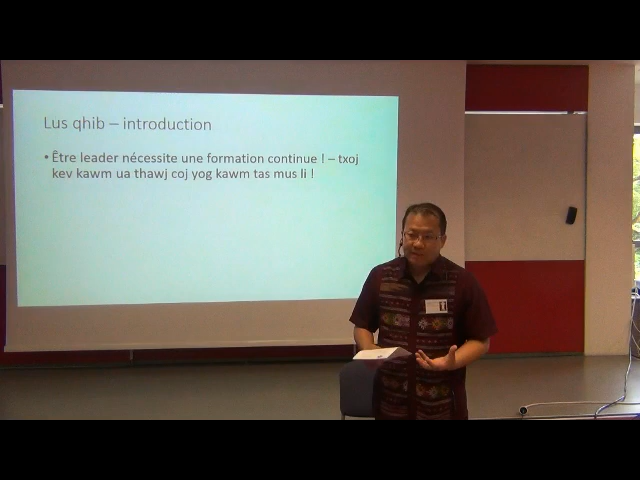 Lus qhib – introduction
• Être leader nécessite une formation continue ! – txoj
kev kawm ua thawj coj yog kawm tas mus li !